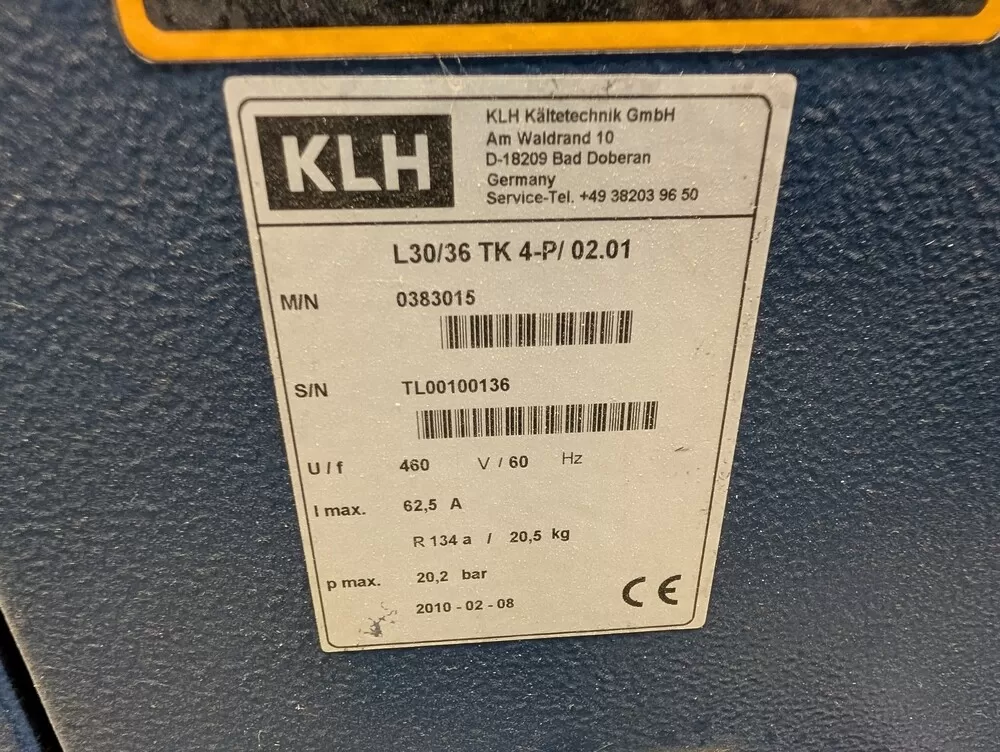 KLH
KLH Kältetechnik GmbH
Am Waldrand 10
D-18209 Bad Doberan
Germany
Service-Tel. +49 38203 96 50
L30/36 TK 4-P/ 02.01
M/N 0383015
S/N TL00100136
U / f 460 V / 60 Hz
I max. 62,5 A
R 134 a / 20,5 kg
p max. 20,2 bar
2010 - 02 - 08
CE